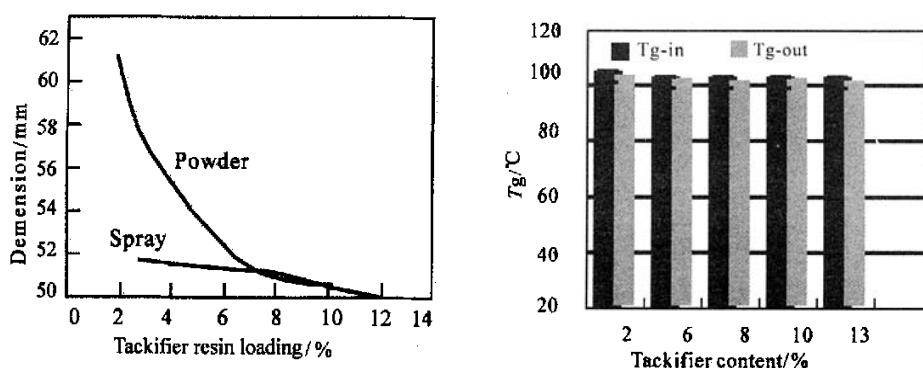 62
60
58
56
54
52
50
Demension/mm
Powder
Spray
0 2 4 6 8 10 12 14
Tackifier resin loading/%
120
100
80
60
40
20
Tg/℃
Tg-in Tg-out
2 6 8 10 13
Tackifier content/%